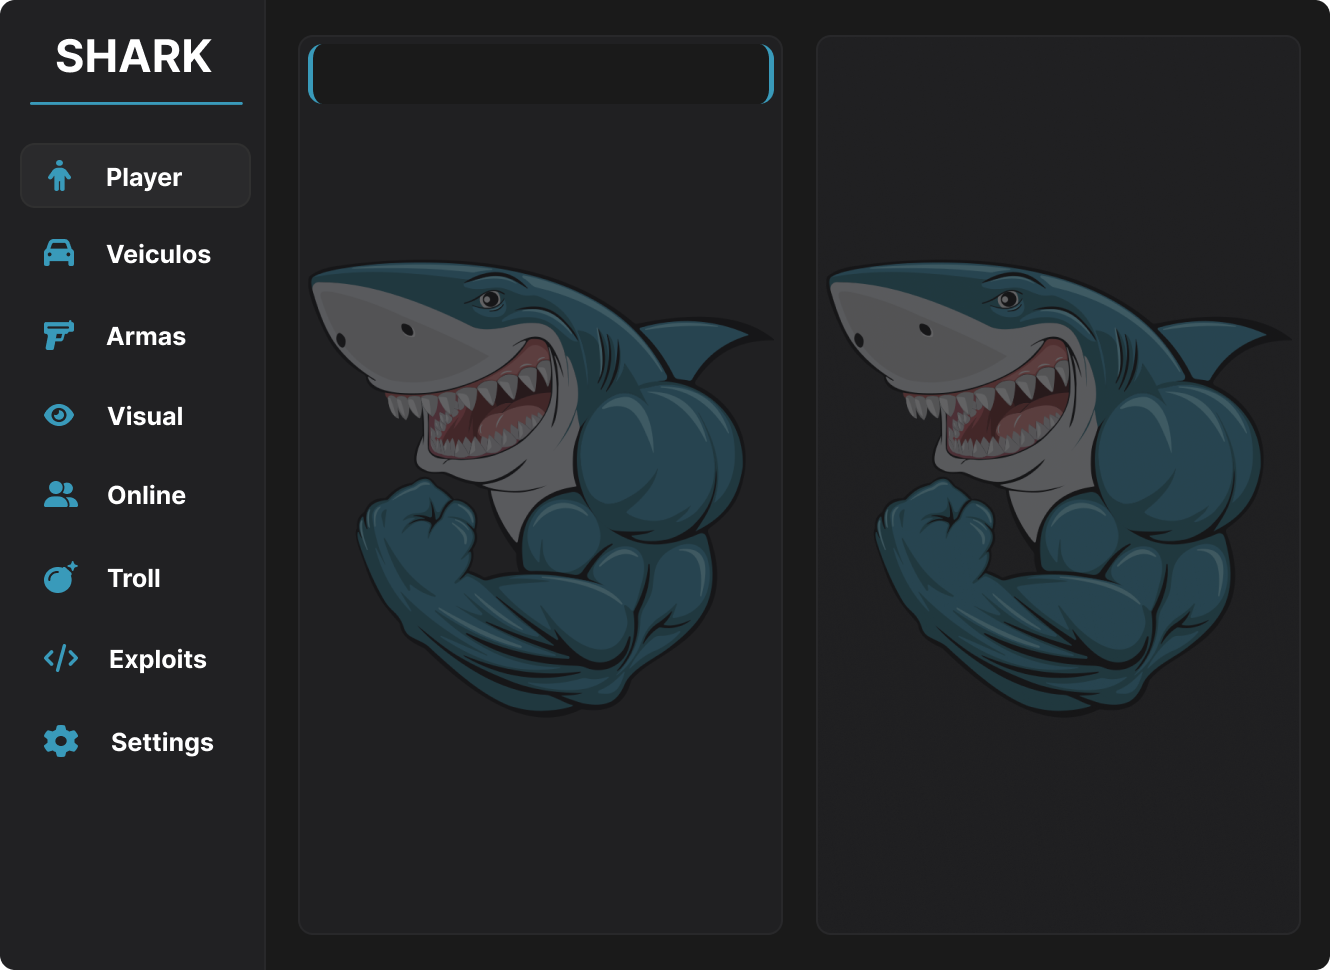 SHARK
Player
Veiculos
Armas
Visual
Online
Troll
Exploits
Settings